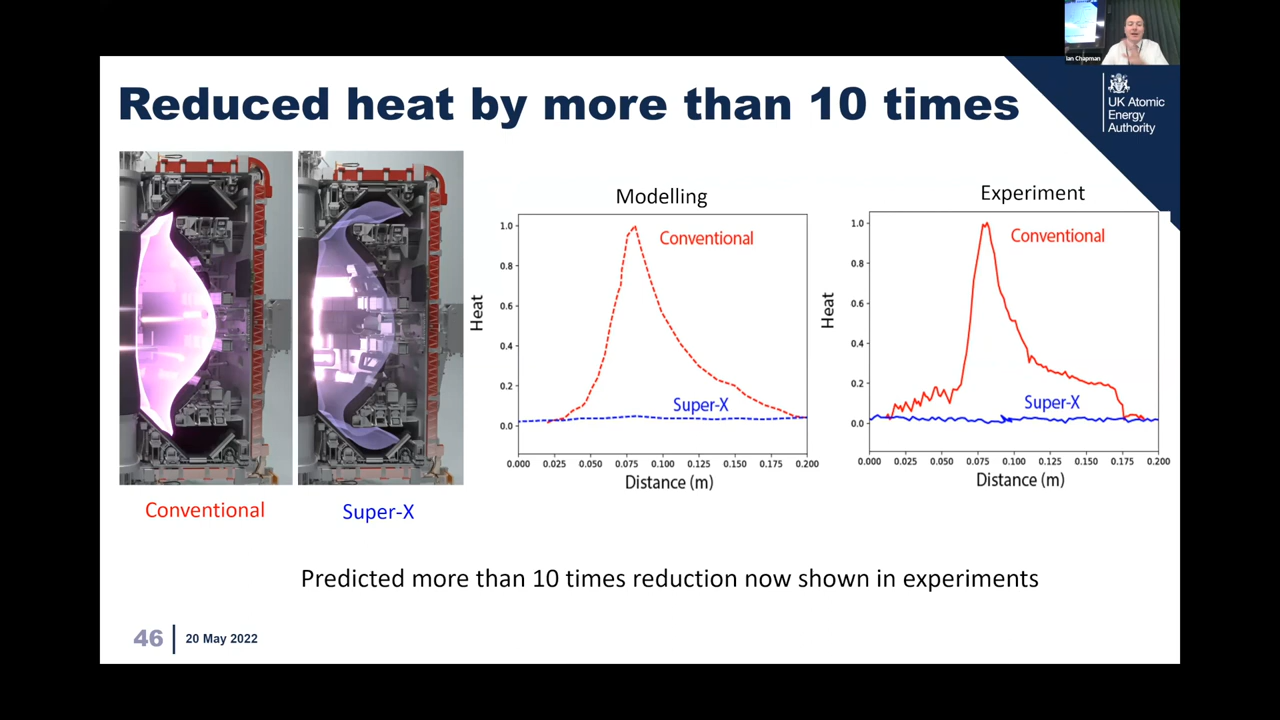 Ian Chapman
Reduced heat by more than 10 times
UK Atomic
Energy
Authority
Modelling
Experiment
1.0
0.8
0.6
0.4
0.2
0.0
Heat
Conventional
Super-X
0.000 0.025 0.050 0.075 0.100 0.125 0.150 0.175 0.200
Distance (m)
1.0
0.8
0.6
0.4
0.2
0.0
Heat
Conventional
Super-X
0.000 0.025 0.050 0.075 0.100 0.125 0.150 0.175 0.200
Distance (m)
Conventional
Super-X
Predicted more than 10 times reduction now shown in experiments
46
20 May 2022